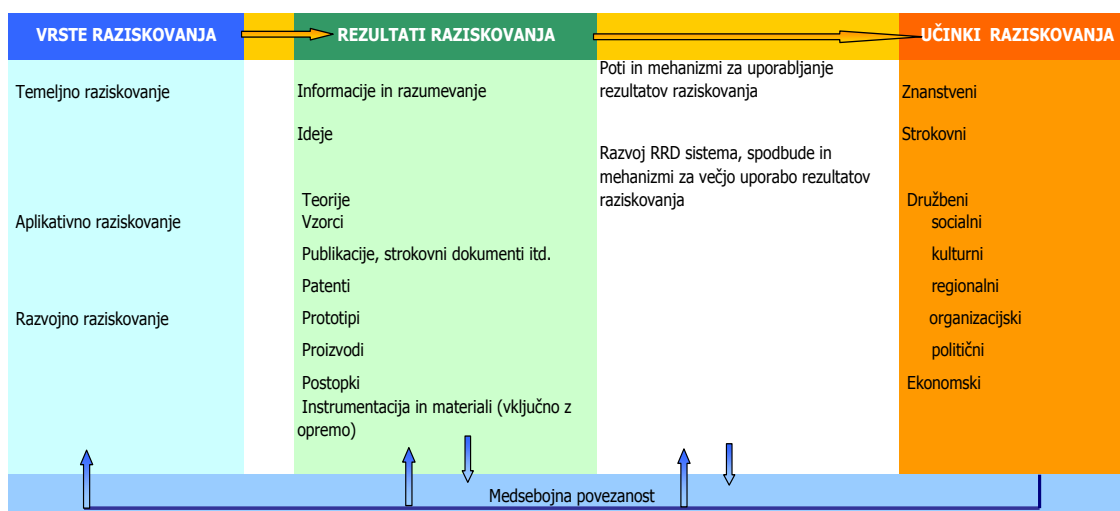 VRSTE RAZISKOVANJA
REZULTATI RAZISKOVANJA
UČINKI RAZISKOVANJA
Temeljno raziskovanje
Aplikativno raziskovanje
Razvojno raziskovanje
Informacije in razumevanje
Ideje
Teorije
Vzorci
Publikacije, strokovni dokumenti itd.
Patenti
Prototipi
Proizvodi
Postopki
Instrumentacija in materiali (vključno z
opremo)
Poti in mehanizmi za uporabljanje
rezultatov raziskovanja
Razvoj RRD sistema, spodbude in
mehanizmi za večjo uporabo rezultatov
raziskovanja
Znanstveni
Strokovni
Družbeni
socialni
kulturni
regionalni
organizacijski
politični
Ekonomski
Medsebojna povezanost